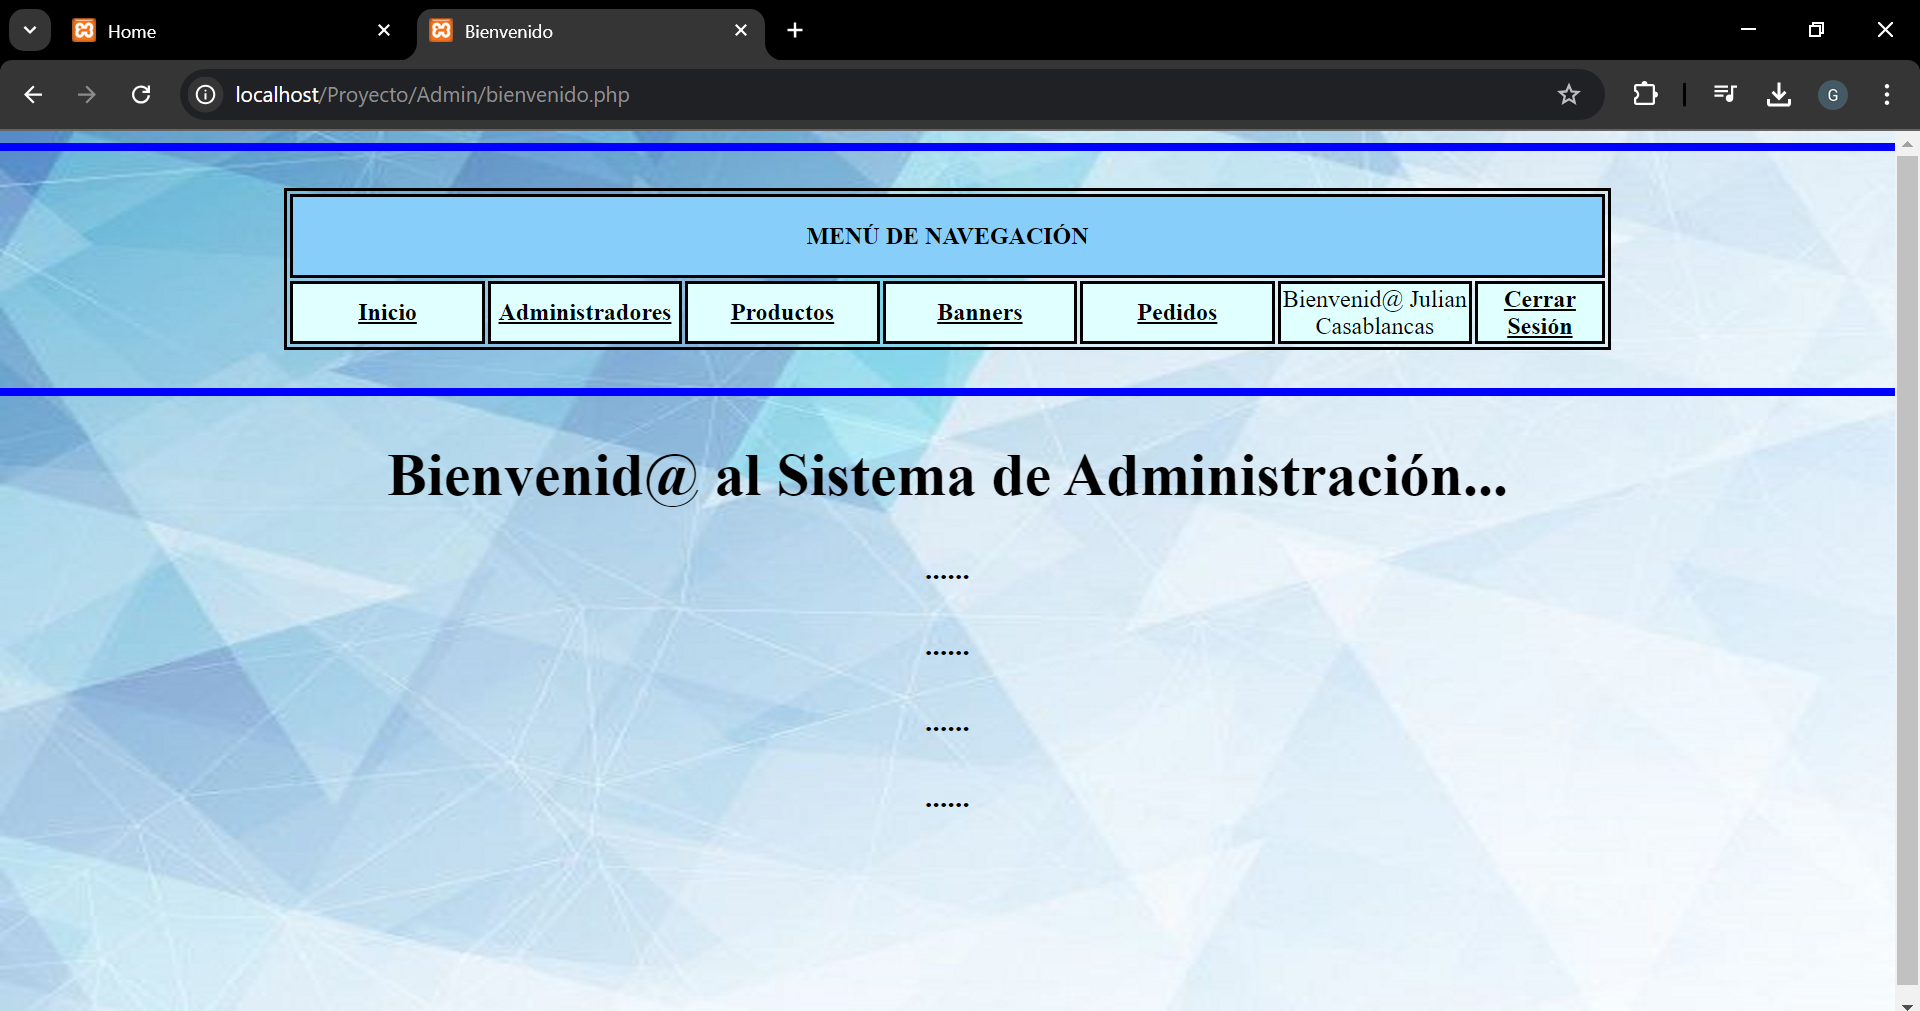 Home
Bienvenido
localhost/Proyecto/Admin/bienvenido.php
G
MENÚ DE NAVEGACIÓN
Inicio
Administradores
Productos
Banners
Pedidos
Bienvenid@ Julian
Casablancas
Cerrar
Sesión
Bienvenid@ al Sistema de Administración...
......
......
......
......